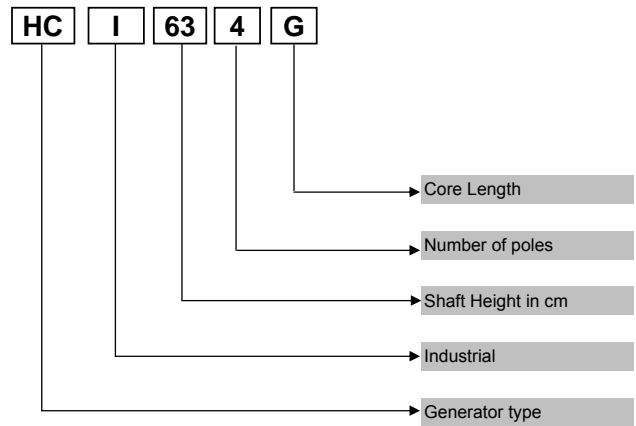 HC I 63 4 G
Core Length
Number of poles
Shaft Height in cm
Industrial
Generator type